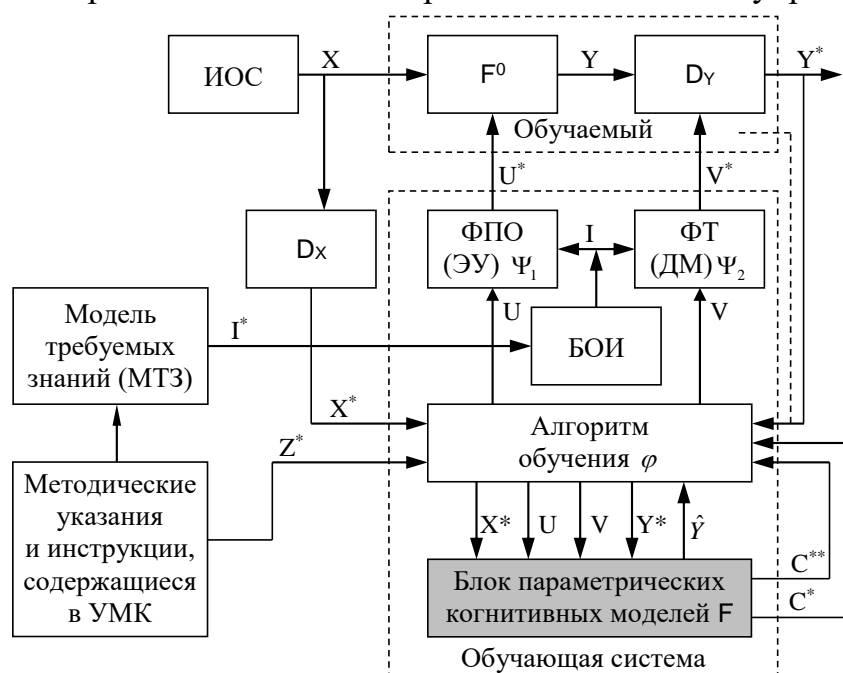 ИОС
X
F⁰
Y
D_Y
Y*
Обучаемый
U*
V*
D_X
ФПО
(ЭУ) Ψ₁
I
ФТ
(ДМ) Ψ₂
Модель
требуемых
знаний (МТЗ)
I*
U
V
БОИ
X*
Алгоритм
обучения φ
Z*
Методические
указания
и инструкции,
содержащиеся
в УМК
X*
U
V
Y*
Ŷ
C**
Блок параметрических
когнитивных моделей F
C*
Обучающая система